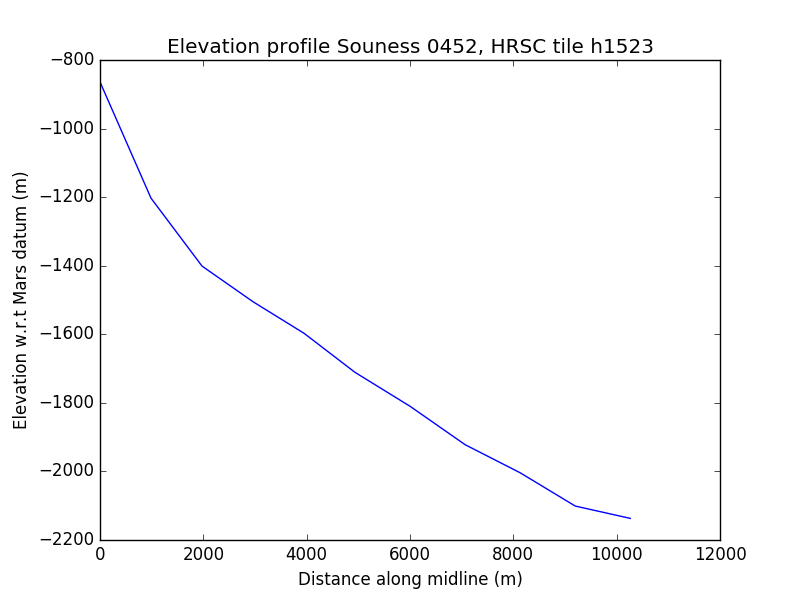 Elevation profile Souness 0452, HRSC tile h1523
−800
−1000
−1200
−1400
−1600
−1800
−2000
−2200
Elevation w.r.t Mars datum (m)
0 2000 4000 6000 8000 10000 12000
Distance along midline (m)